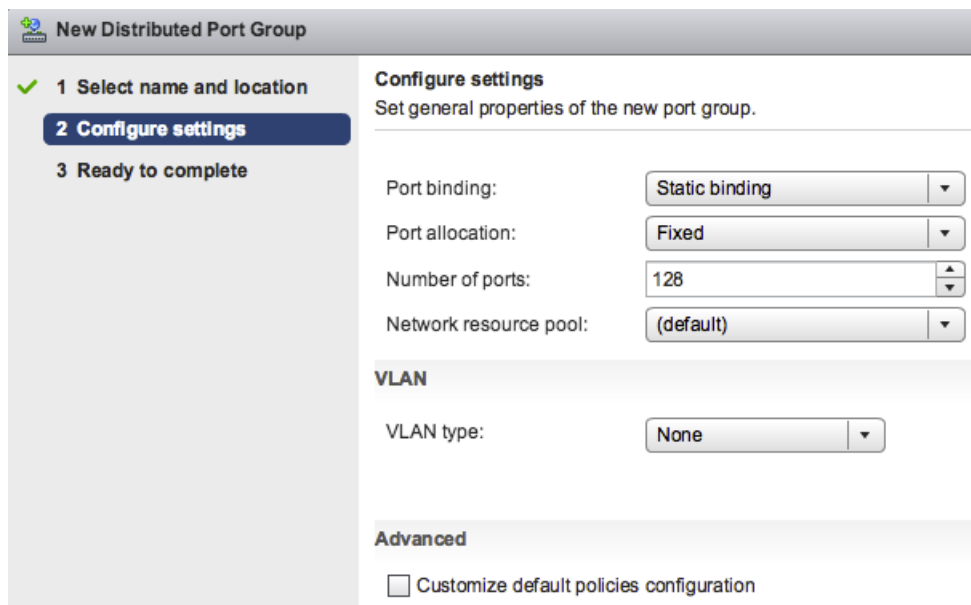 New Distributed Port Group
1 Select name and location
2 Configure settings
3 Ready to complete
Configure settings
Set general properties of the new port group.
Port binding: Static binding
Port allocation: Fixed
Number of ports: 128
Network resource pool: (default)
VLAN
VLAN type: None
Advanced
Customize default policies configuration